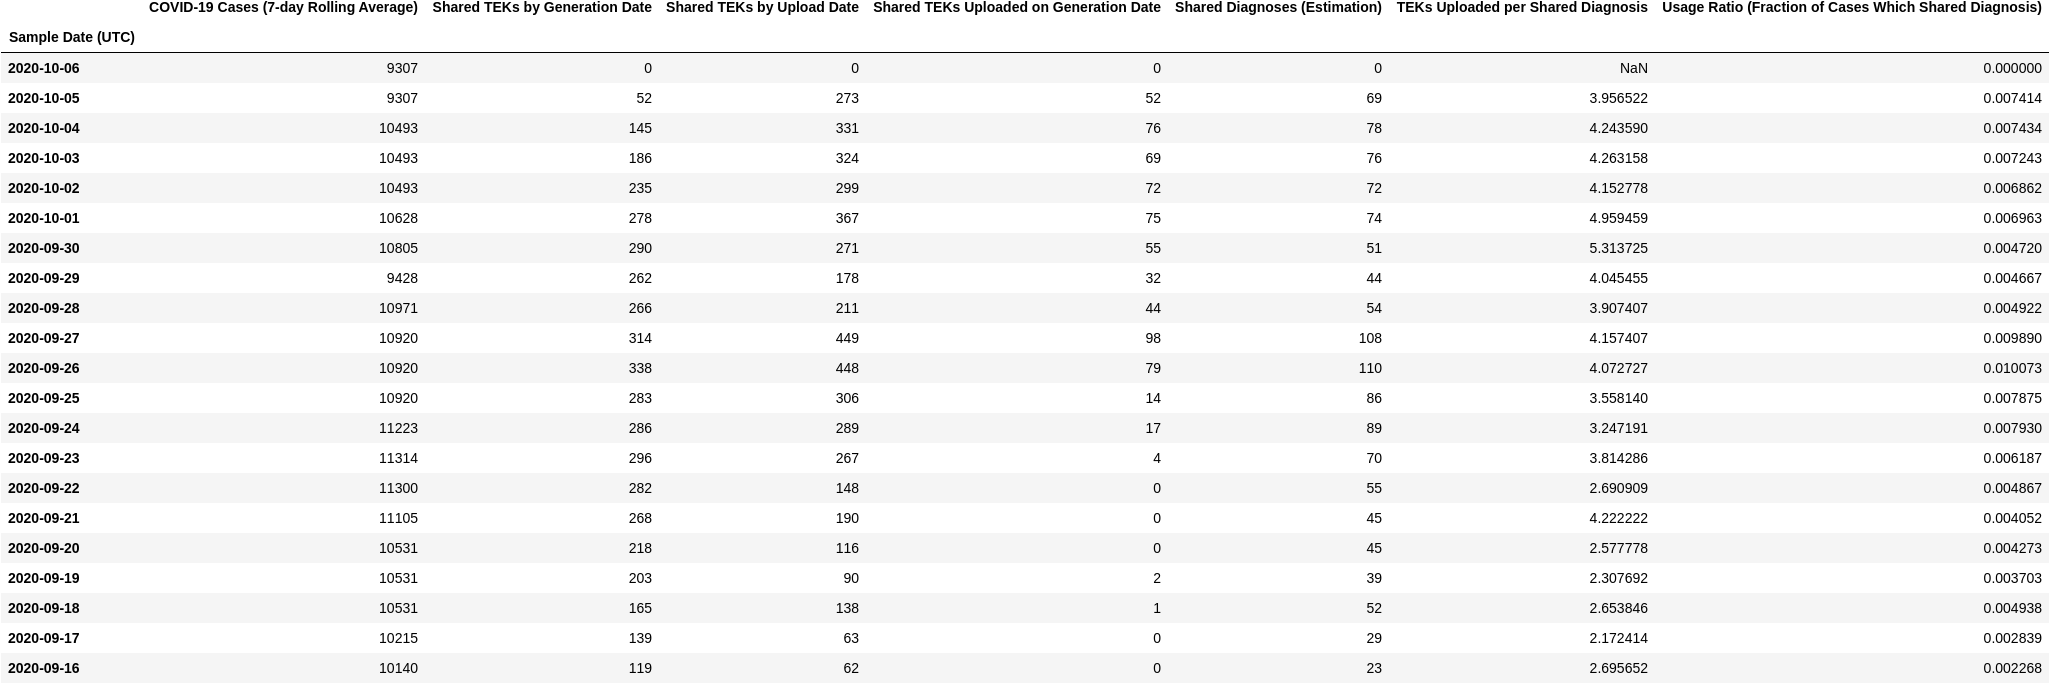 COVID-19 Cases (7-day Rolling Average) Shared TEKs by Generation Date Shared TEKs by Upload Date Shared TEKs Uploaded on Generation Date Shared Diagnoses (Estimation) TEKs Uploaded per Shared Diagnosis Usage Ratio (Fraction of Cases Which Shared Diagnosis)
Sample Date (UTC)
2020-10-06 9307 0 0 0 0 NaN 0.000000
2020-10-05 9307 52 273 52 69 3.956522 0.007414
2020-10-04 10493 145 331 76 78 4.243590 0.007434
2020-10-03 10493 186 324 69 76 4.263158 0.007243
2020-10-02 10493 235 299 72 72 4.152778 0.006862
2020-10-01 10628 278 367 75 74 4.959459 0.006963
2020-09-30 10805 290 271 55 51 5.313725 0.004720
2020-09-29 9428 262 178 32 44 4.045455 0.004667
2020-09-28 10971 266 211 44 54 3.907407 0.004922
2020-09-27 10920 314 449 98 108 4.157407 0.009890
2020-09-26 10920 338 448 79 110 4.072727 0.010073
2020-09-25 10920 283 306 14 86 3.558140 0.007875
2020-09-24 11223 286 289 17 89 3.247191 0.007930
2020-09-23 11314 296 267 4 70 3.814286 0.006187
2020-09-22 11300 282 148 0 55 2.690909 0.004867
2020-09-21 11105 268 190 0 45 4.222222 0.004052
2020-09-20 10531 218 116 0 45 2.577778 0.004273
2020-09-19 10531 203 90 2 39 2.307692 0.003703
2020-09-18 10531 165 138 1 52 2.653846 0.004938
2020-09-17 10215 139 63 0 29 2.172414 0.002839
2020-09-16 10140 119 62 0 23 2.695652 0.002268